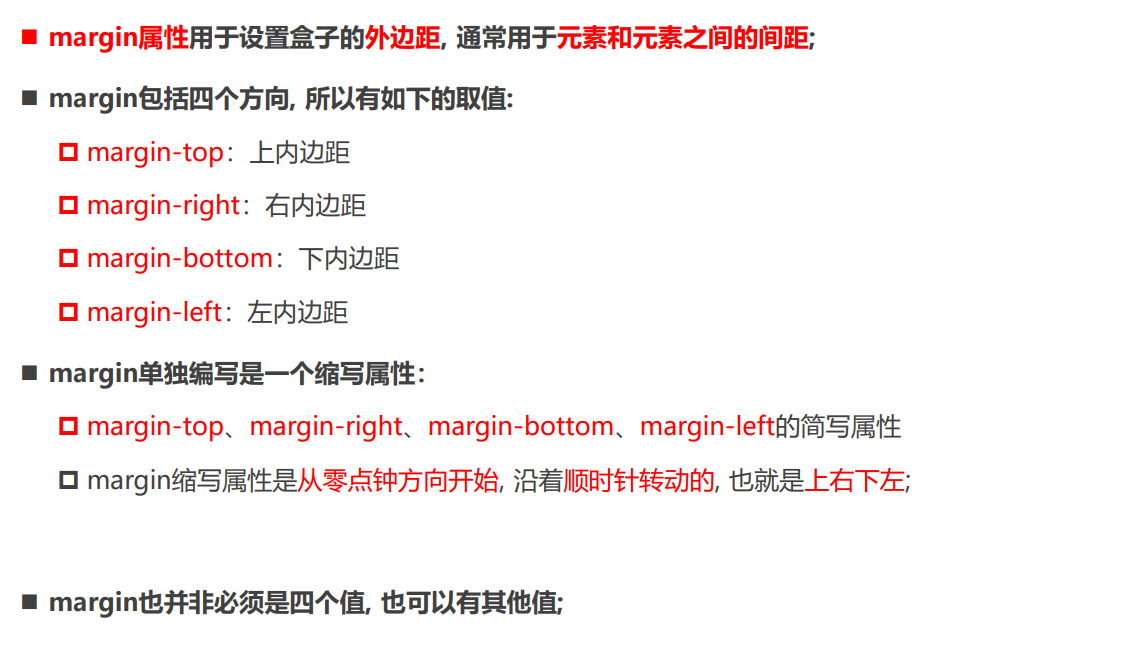 margin属性用于设置盒子的外边距, 通常用于元素和元素之间的间距;
margin包括四个方向, 所以有如下的取值:
margin-top：上内边距
margin-right：右内边距
margin-bottom：下内边距
margin-left：左内边距
margin单独编写是一个缩写属性：
margin-top、margin-right、margin-bottom、margin-left的简写属性
margin缩写属性是从零点钟方向开始, 沿着顺时针转动的, 也就是上右下左;
margin也并非必须是四个值, 也可以有其他值;